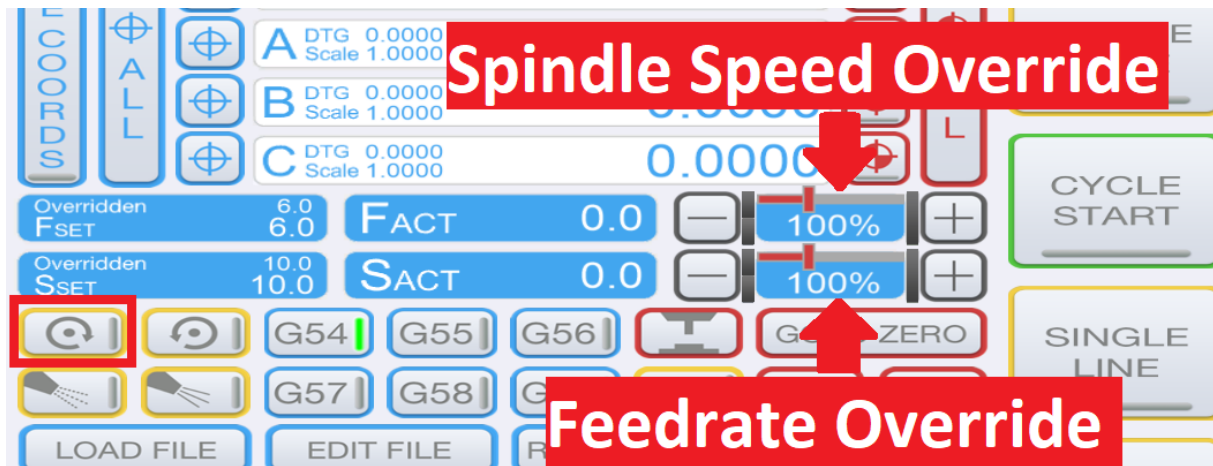 RECORDS
ALL
A DTG 0.0000
Scale 1.0000
Spindle Speed Override
B DTG 0.0000
Scale 1.0000
L
C DTG 0.0000
Scale 1.0000
0.0000
CYCLE
START
Overridden 6.0
FSET 6.0
FACT 0.0
100%
Overridden 10.0
SSET 10.0
SACT 0.0
100%
G54
G55
G56
ZERO
SINGLE
LINE
G57
G58
Feedrate Override
LOAD FILE
EDIT FILE